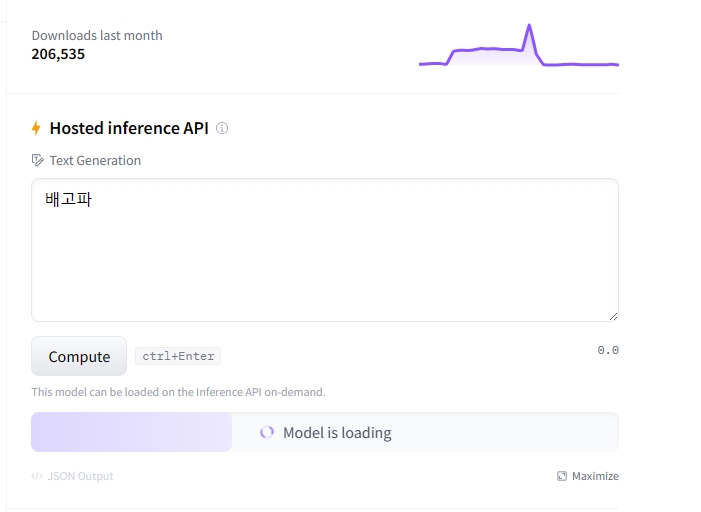 Downloads last month
206,535
Hosted inference API
Text Generation
배고파
Compute ctrl+Enter 0.0
This model can be loaded on the Inference API on-demand.
Model is loading
</> JSON Output Maximize